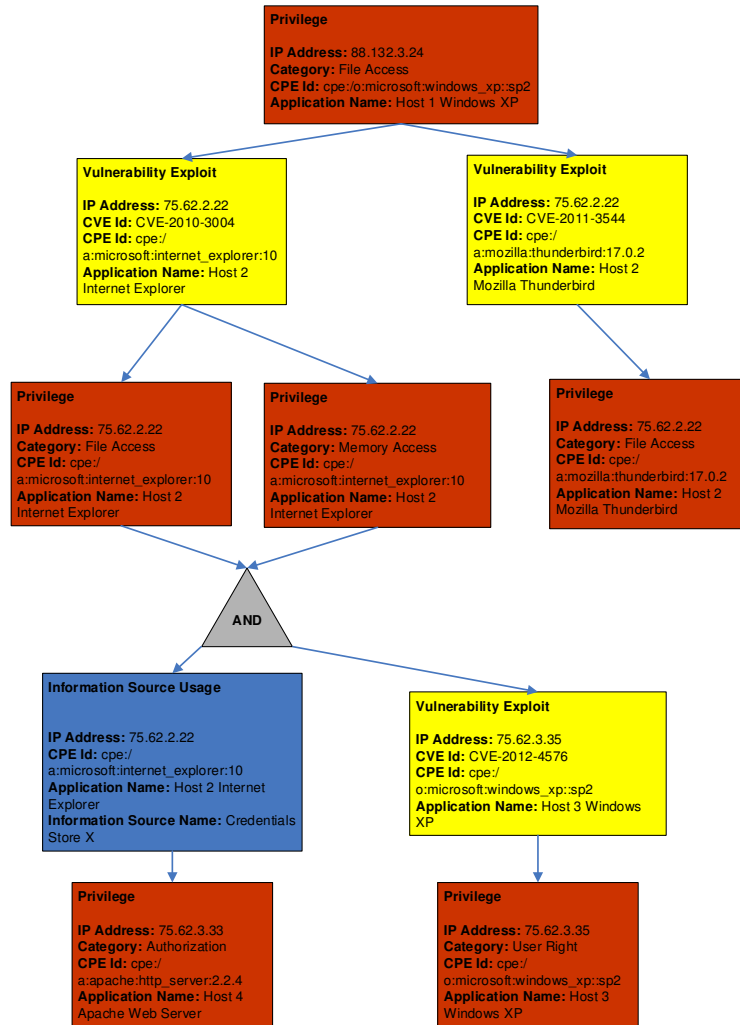 Privilege
IP Address: 88.132.3.24
Category: File Access
CPE Id: cpe:/o:microsoft:windows_xp::sp2
Application Name: Host 1 Windows XP
Vulnerability Exploit
IP Address: 75.62.2.22
CVE Id: CVE-2010-3004
CPE Id: cpe:/
a:microsoft:internet_explorer:10
Application Name: Host 2
Internet Explorer
Vulnerability Exploit
IP Address: 75.62.2.22
CVE Id: CVE-2011-3544
CPE Id: cpe:/
a:mozilla:thunderbird:17.0.2
Application Name: Host 2
Mozilla Thunderbird
Privilege
IP Address: 75.62.2.22
Category: File Access
CPE Id: cpe:/
a:microsoft:internet_explorer:10
Application Name: Host 2
Internet Explorer
Privilege
IP Address: 75.62.2.22
Category: Memory Access
CPE Id: cpe:/
a:microsoft:internet_explorer:10
Application Name: Host 2
Internet Explorer
Privilege
IP Address: 75.62.2.22
Category: File Access
CPE Id: cpe:/
a:mozilla:thunderbird:17.0.2
Application Name: Host 2
Mozilla Thunderbird
AND
Information Source Usage
IP Address: 75.62.2.22
CPE Id: cpe:/
a:microsoft:internet_explorer:10
Application Name: Host 2 Internet
Explorer
Information Source Name: Credentials
Store X
Vulnerability Exploit
IP Address: 75.62.3.35
CVE Id: CVE-2012-4576
CPE Id: cpe:/
o:microsoft:windows_xp::sp2
Application Name: Host 3 Windows
XP
Privilege
IP Address: 75.62.3.33
Category: Authorization
CPE Id: cpe:/
a:apache:http_server:2.2.4
Application Name: Host 4
Apache Web Server
Privilege
IP Address: 75.62.3.35
Category: User Right
CPE Id: cpe:/
o:microsoft:windows_xp::sp2
Application Name: Host 3
Windows XP